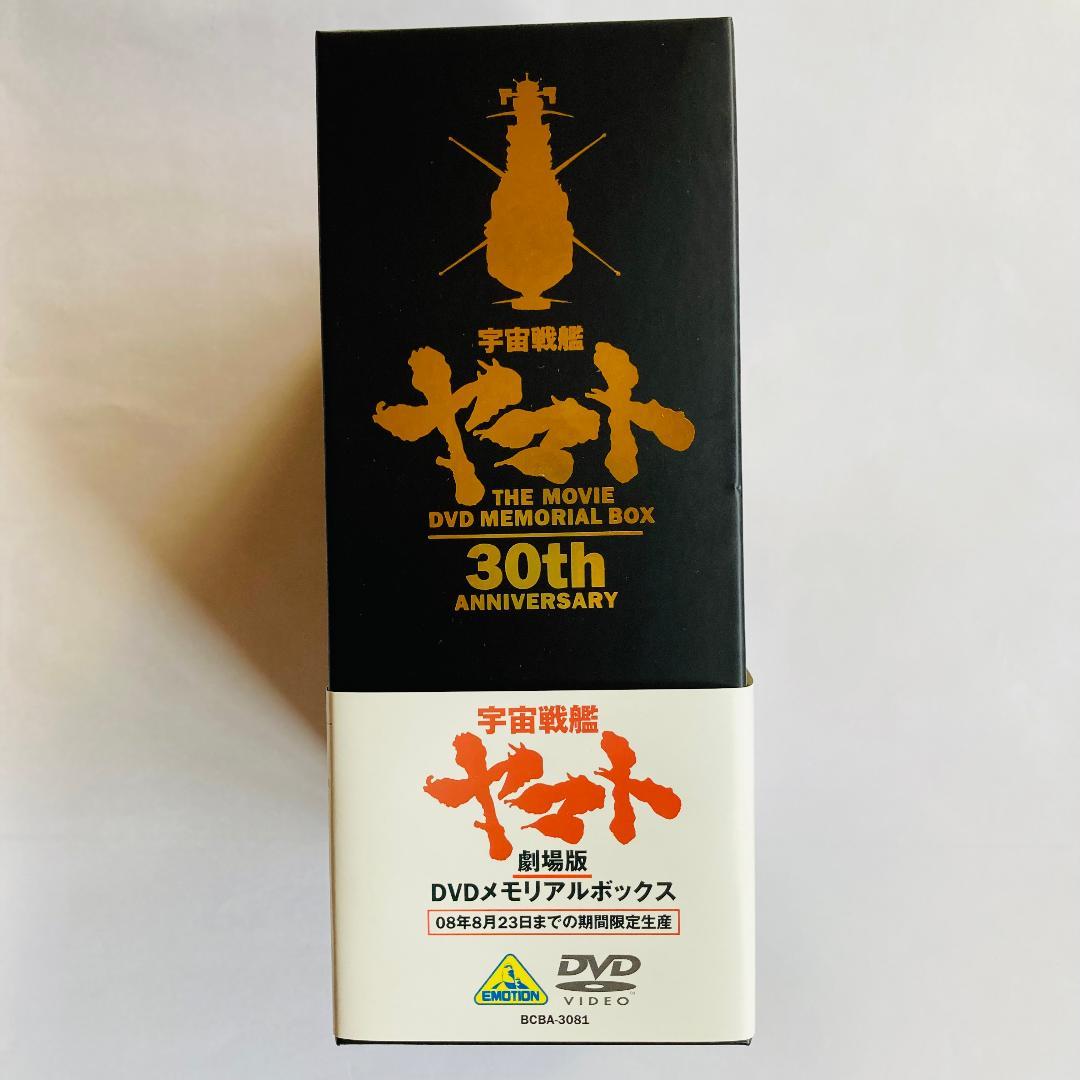 宇宙戦艦
ヤマト
THE MOVIE
DVD MEMORIAL BOX
30th
ANNIVERSARY
宇宙戦艦
ヤマト
劇場版
DVDメモリアルボックス
08年8月23日までの期間限定生産
EMOTION
DVD
VIDEO
BCBA-3081